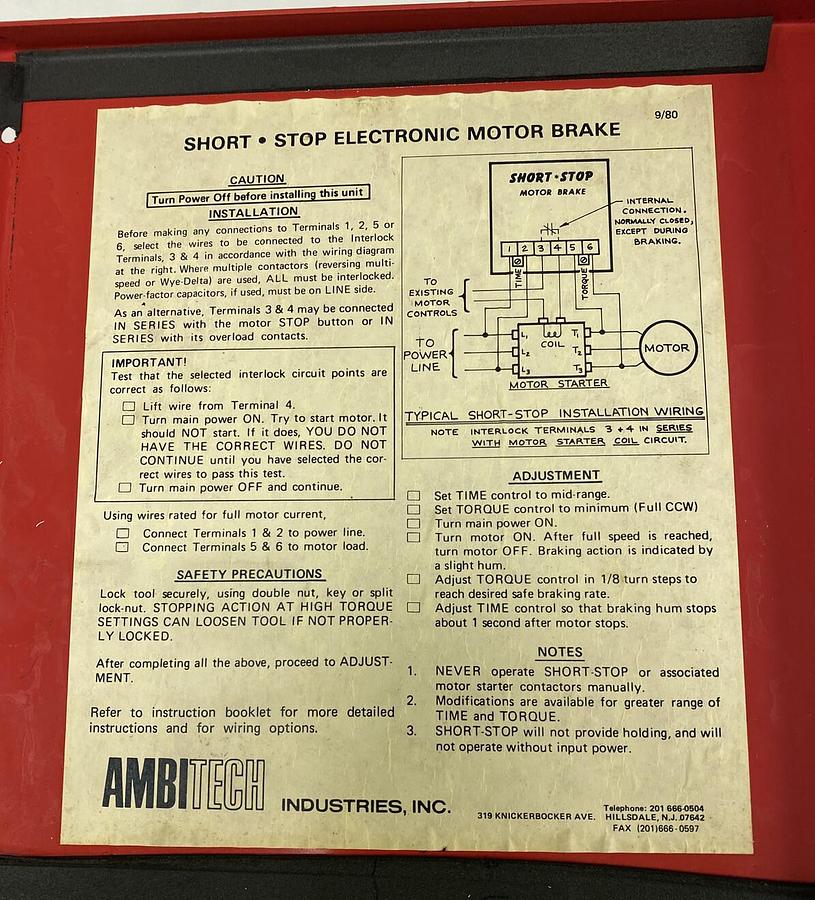 9/80
SHORT • STOP ELECTRONIC MOTOR BRAKE
CAUTION
Turn Power Off before installing this unit
INSTALLATION
Before making any connections to Terminals 1, 2, 5 or
6, select the wires to be connected to the Interlock
Terminals, 3 & 4 in accordance with the wiring diagram
at the right. Where multiple contactors (reversing multi-
speed or Wye-Delta) are used, ALL must be interlocked.
Power-factor capacitors, if used, must be on LINE side.
As an alternative, Terminals 3 & 4 may be connected
IN SERIES with the motor STOP button or IN
SERIES with its overload contacts.
IMPORTANT!
Test that the selected interlock circuit points are
correct as follows:
Lift wire from Terminal 4.
Turn main power ON. Try to start motor. It
should NOT start. If it does, YOU DO NOT
HAVE THE CORRECT WIRES. DO NOT
CONTINUE until you have selected the cor-
rect wires to pass this test.
Turn main power OFF and continue.
Using wires rated for full motor current,
Connect Terminals 1 & 2 to power line.
Connect Terminals 5 & 6 to motor load.
SAFETY PRECAUTIONS
Lock tool securely, using double nut, key or split
lock-nut. STOPPING ACTION AT HIGH TORQUE
SETTINGS CAN LOOSEN TOOL IF NOT PROPER-
LY LOCKED.
After completing all the above, proceed to ADJUST-
MENT.
Refer to instruction booklet for more detailed
instructions and for wiring options.
SHORT•STOP
MOTOR BRAKE
INTERNAL
CONNECTION.
NORMALLY CLOSED,
EXCEPT DURING
BRAKING.
1 2 3 4 5 6
TIME
TORQUE
TO
EXISTING
MOTOR
CONTROLS
TO
POWER
LINE
L1 T1
COIL
L2 T2
L3 T3
MOTOR
MOTOR STARTER
TYPICAL SHORT-STOP INSTALLATION WIRING
NOTE INTERLOCK TERMINALS 3+4 IN SERIES
WITH MOTOR STARTER COIL CIRCUIT.
ADJUSTMENT
Set TIME control to mid-range.
Set TORQUE control to minimum (Full CCW)
Turn main power ON.
Turn motor ON. After full speed is reached,
turn motor OFF. Braking action is indicated by
a slight hum.
Adjust TORQUE control in 1/8 turn steps to
reach desired safe braking rate.
Adjust TIME control so that braking hum stops
about 1 second after motor stops.
NOTES
1. NEVER operate SHORT-STOP or associated
motor starter contactors manually.
2. Modifications are available for greater range of
TIME and TORQUE.
3. SHORT-STOP will not provide holding, and will
not operate without input power.
AMBITECH INDUSTRIES, INC.
319 KNICKERBOCKER AVE.
Telephone: 201 666-0504
HILLSDALE, N.J. 07642
FAX (201)666-0597